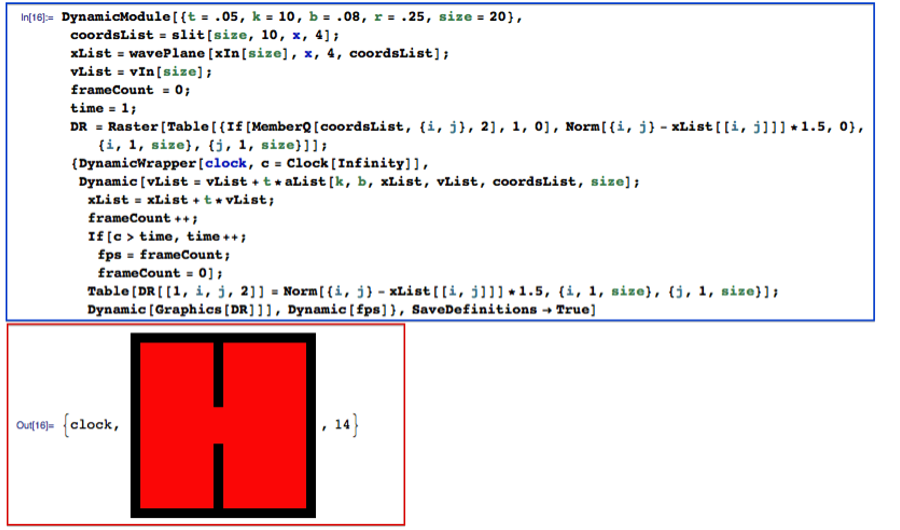 In[16]:= DynamicModule[{t = .05, k = 10, b = .08, r = .25, size = 20},
coordsList = slit[size, 10, x, 4];
xList = wavePlane[xIn[size], x, 4, coordsList];
vList = vIn[size];
frameCount = 0;
time = 1;
DR = Raster[Table[{If[MemberQ[coordsList, {i, j}, 2], 1, 0], Norm[{i, j} - xList[[i, j]]] * 1.5, 0},
{i, 1, size}, {j, 1, size}]];
{DynamicWrapper[clock, c = Clock[Infinity]],
Dynamic[vList = vList + t * aList[k, b, xList, vList, coordsList, size];
xList = xList + t * vList;
frameCount ++;
If[c > time, time ++;
fps = frameCount;
frameCount = 0];
Table[DR[[1, i, j, 2]] = Norm[{i, j} - xList[[i, j]]] * 1.5, {i, 1, size}, {j, 1, size}];
Dynamic[Graphics[DR]]], Dynamic[fps]}, SaveDefinitions → True]
Out[16]= {clock, , 14}